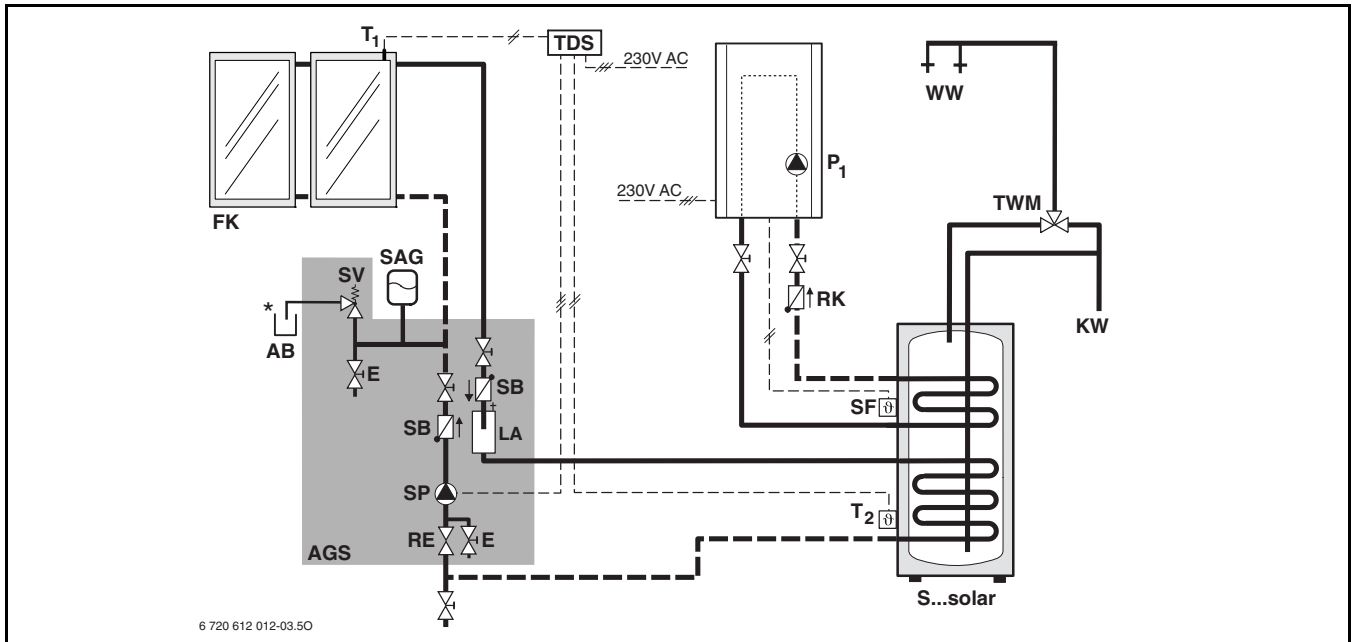 T1
TDS
230V AC
WW
P1
230V AC
TWM
FK
SAG
SV
*
RK
AB
KW
E
SB
SF
SB
LA
SP
T2
RE
E
AGS
S...solar
6 720 612 012-03.5O